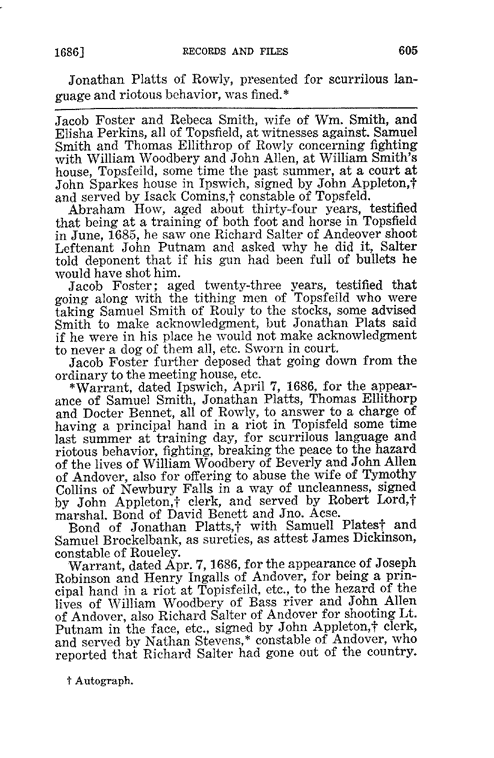 1686]    RECORDS AND FILES    605
Jonathan Platts of Rowly, presented for scurrilous lan-
guage and riotous behavior, was fined.*
Jacob Foster and Rebeca Smith, wife of Wm. Smith, and
Elisha Perkins, all of Topsfield, at witnesses against. Samuel
Smith and Thomas Ellithrop of Rowly concerning fighting
with William Woodbery and John Allen, at William Smith's
house, Topsfeild, some time the past summer, at a court at
John Sparkes house in Ipswich, signed by John Appleton,†
and served by Isack Comins,† constable of Topsfeld.
Abraham How, aged about thirty-four years, testified
that being at a training of both foot and horse in Topsfield
in June, 1685, he saw one Richard Salter of Andeover shoot
Leftenant John Putnam and asked why he did it, Salter
told deponent that if his gun had been full of bullets he
would have shot him.
Jacob Foster; aged twenty-three years, testified that
going along with the tithing men of Topsfeild who were
taking Samuel Smith of Rouly to the stocks, some advised
Smith to make acknowledgment, but Jonathan Plats said
if he were in his place he would not make acknowledgment
to never a dog of them all, etc. Sworn in court.
Jacob Foster further deposed that going down from the
ordinary to the meeting house, etc.
*Warrant, dated Ipswich, April 7, 1686, for the appear-
ance of Samuel Smith, Jonathan Platts, Thomas Ellithorp
and Docter Bennet, all of Rowly, to answer to a charge of
having a principal hand in a riot in Topisfeld some time
last summer at training day, for scurrilous language and
riotous behavior, fighting, breaking the peace to the hazard
of the lives of William Woodbery of Beverly and John Allen
of Andover, also for offering to abuse the wife of Tymothy
Collins of Newbury Falls in a way of uncleanness, signed
by John Appleton,† clerk, and served by Robert Lord,†
marshal. Bond of David Benett and Jno. Acse.
Bond of Jonathan Platts,† with Samuell Plates† and
Samuel Brockelbank, as sureties, as attest James Dickinson,
constable of Roueley.
Warrant, dated Apr. 7, 1686, for the appearance of Joseph
Robinson and Henry Ingalls of Andover, for being a prin-
cipal hand in a riot at Topisfeild, etc., to the hezard of the
lives of William Woodbery of Bass river and John Allen
of Andover, also Richard Salter of Andover for shooting Lt.
Putnam in the face, etc., signed by John Appleton,† clerk,
and served by Nathan Stevens,* constable of Andover, who
reported that Richard Salter had gone out of the country.
† Autograph.